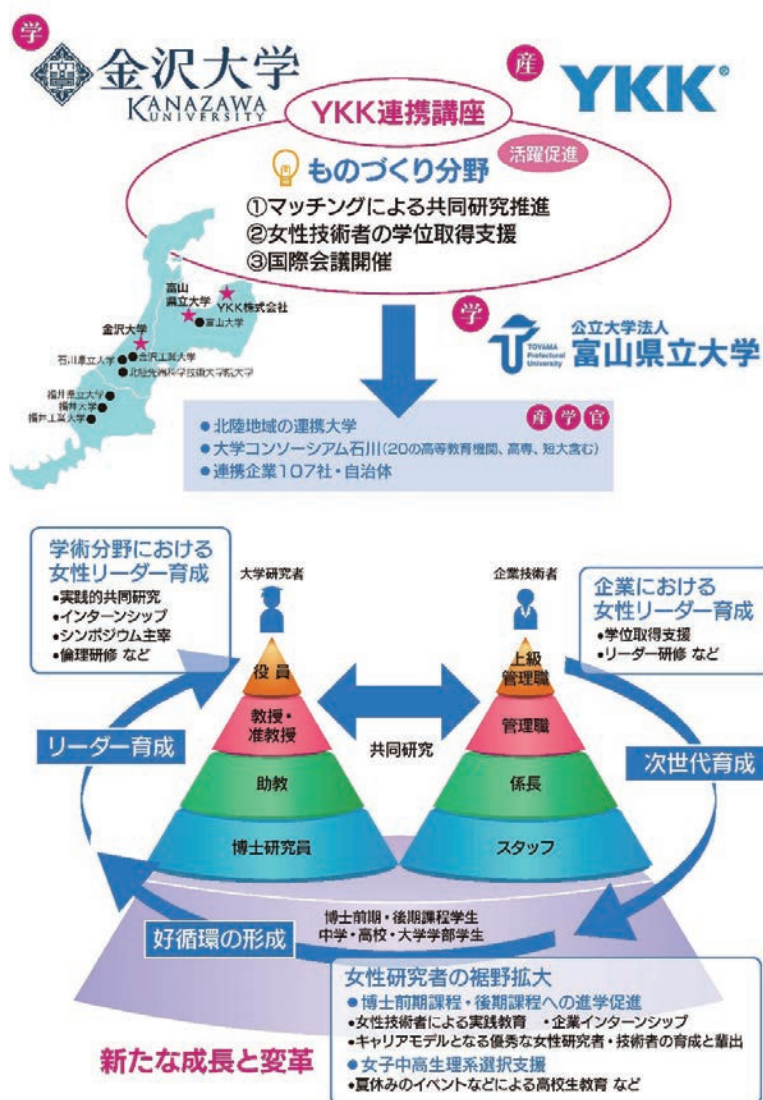 学
金沢大学
KANAZAWA
UNIVERSITY
産
YKK®
YKK連携講座
活躍促進
ものづくり分野
①マッチングによる共同研究推進
②女性技術者の学位取得支援
③国際会議開催
富山
県立大学
YKK株式会社
富山大学
金沢大学
石川県立大学
金沢工業大学
北陸先端科学技術大学院大学
福井県立大学
福井大学
福井工業大学
学
TOYAMA
Prefectural
University
公立大学法人
富山県立大学
産学官
●北陸地域の連携大学
●大学コンソーシアム石川(20の高等教育機関、高専、短大含む)
●連携企業107社・自治体
学術分野における
女性リーダー育成
●実践的共同研究
●インターンシップ
●シンポジウム主宰
●倫理研修 など
大学研究者
企業技術者
企業における
女性リーダー育成
●学位取得支援
●リーダー研修 など
役員
教授・
准教授
助教
博士研究員
上級
管理職
管理職
係長
スタッフ
共同研究
リーダー育成
次世代育成
博士前期・後期課程学生
中学・高校・大学学部学生
好循環の形成
女性研究者の裾野拡大
●博士前期課程・後期課程への進学促進
●女性技術者による実践教育 ・企業インターンシップ
●キャリアモデルとなる優秀な女性研究者・技術者の育成と輩出
●女子中高生理系選択支援
●夏休みのイベントなどによる高校生教育 など
新たな成長と変革